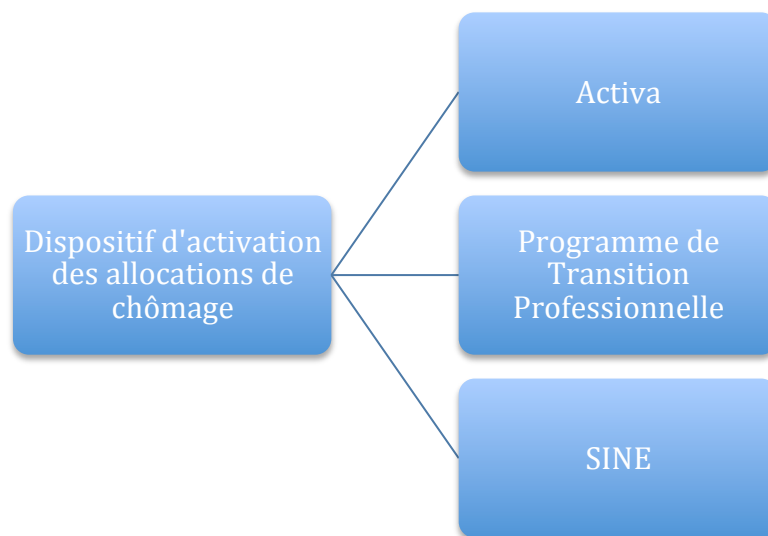 Activa
Dispositif d'activation
des allocations de
chômage
Programme de
Transition
Professionnelle
SINE